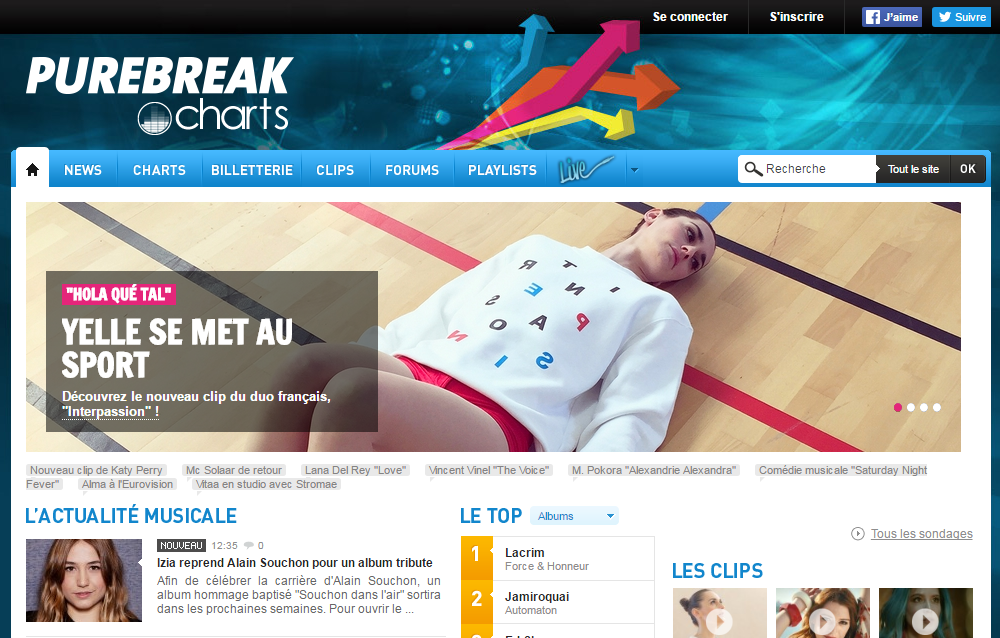 Se connecter
S'inscrire
J'aime
Suivre
PUREBREAK
charts
NEWS
CHARTS
BILLETTERIE
CLIPS
FORUMS
PLAYLISTS
Live
Recherche
Tout le site
OK
"HOLA QUÉ TAL"
YELLE SE MET AU
SPORT
Découvrez le nouveau clip du duo français,
"Interpassion" !
Nouveau clip de Katy Perry
Mc Solaar de retour
Lana Del Rey "Love"
Vincent Vinel "The Voice"
M. Pokora "Alexandrie Alexandra"
Comédie musicale "Saturday Night
Fever"
Alma à l'Eurovision
Vitaa en studio avec Stromae
L'ACTUALITÉ MUSICALE
NOUVEAU 12:35 0
Izia reprend Alain Souchon pour un album tribute
Afin de célébrer la carrière d'Alain Souchon, un
album hommage baptisé "Souchon dans l'air" sortira
dans les prochaines semaines. Pour ouvrir le ...
LE TOP
Albums
1
Lacrim
Force & Honneur
2
Jamiroquai
Automaton
Tous les sondages
LES CLIPS